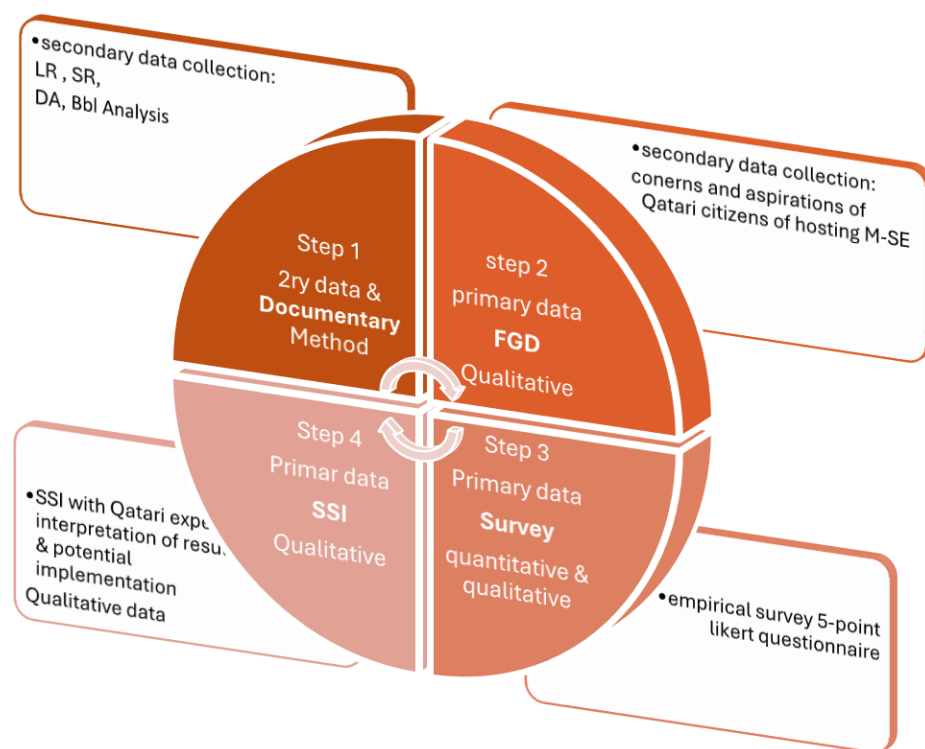 •secondary data collection:
LR , SR,
DA, Bbl Analysis
•secondary data collection:
conerns and aspirations of
Qatari citizens of hosting M-SE
Step 1
2ry data &
Documentary
Method
step 2
primary data
FGD
Qualitative
Step 4
Primar data
SSI
Qualitative
Step 3
Primary data
Survey
quantitative &
qualitative
•SSI with Qatari
interpretation of
& potential
implementation
Qualitative data
•empirical survey 5-point
likert questionnaire